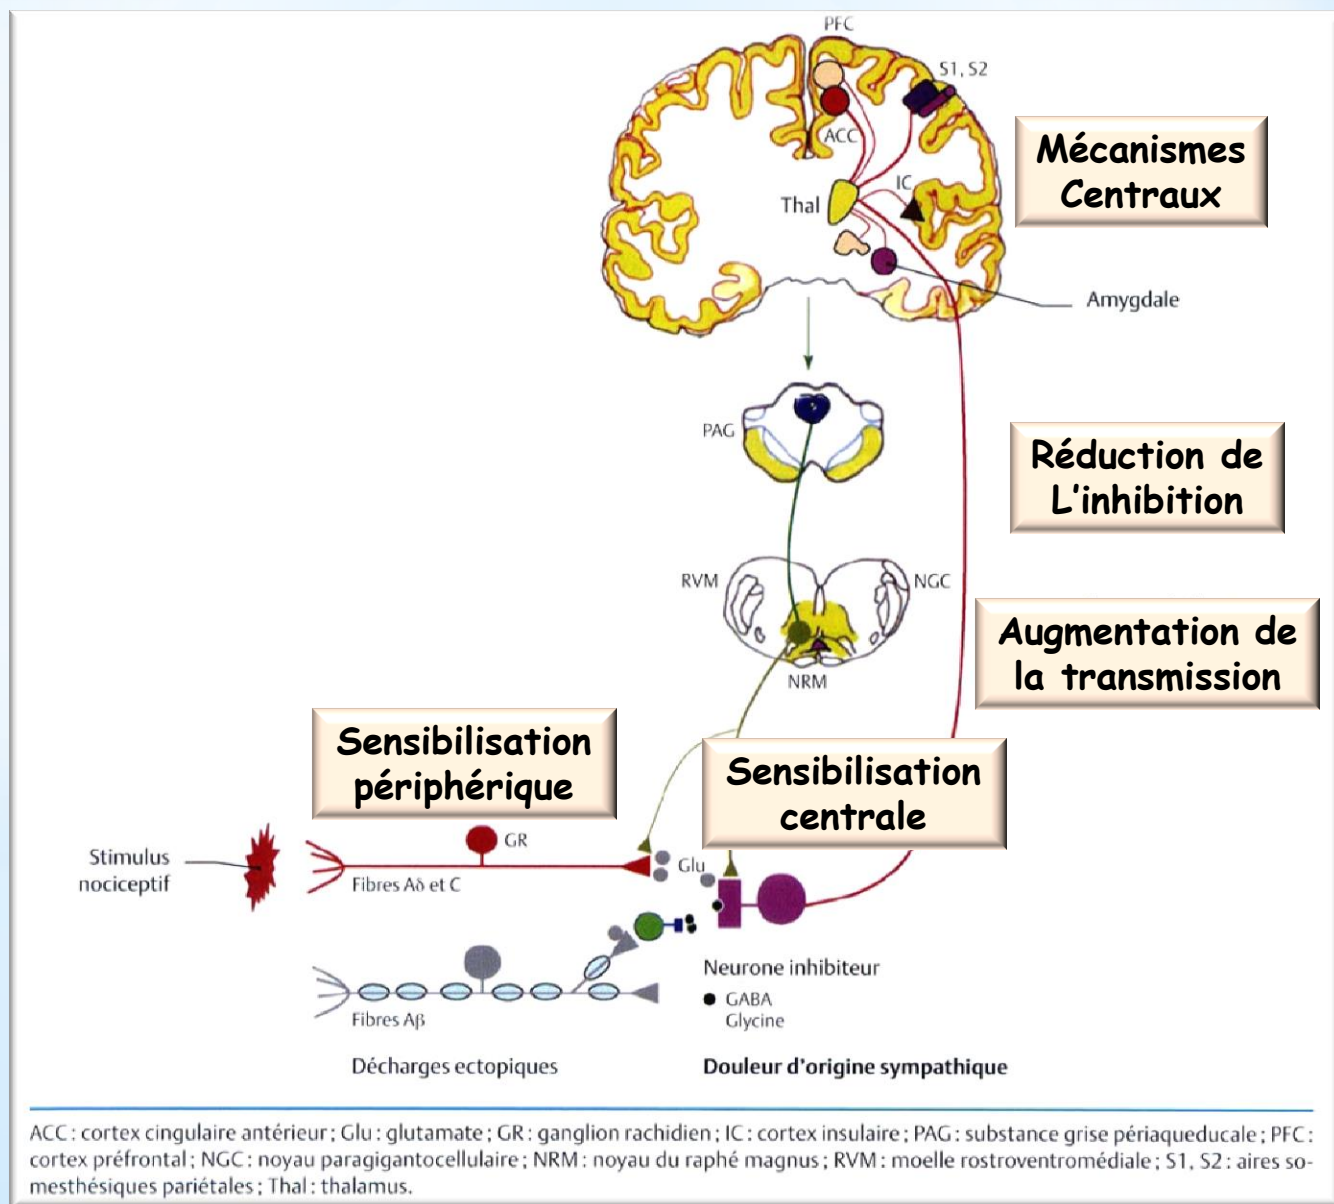 PFC
S1, S2
ACC
IC
Thal
Mécanismes
Centraux
Amygdale
PAG
Réduction de
L'inhibition
RVM
NGC
NRM
Augmentation de
la transmission
Sensibilisation
périphérique
Sensibilisation
centrale
Stimulus
nociceptif
GR
Fibres Aδ et C
Glu
Fibres Aβ
Neurone inhibiteur
GABA
Glycine
Décharges ectopiques
Douleur d'origine sympathique
ACC : cortex cingulaire antérieur ; Glu : glutamate ; GR : ganglion rachidien ; IC : cortex insulaire ; PAG : substance grise périaqueducale ; PFC :
cortex préfrontal ; NGC : noyau paragigantocellulaire ; NRM : noyau du raphé magnus ; RVM : moelle rostroventromédiale ; S1, S2 : aires so-
mesthésiques pariétales ; Thal : thalamus.